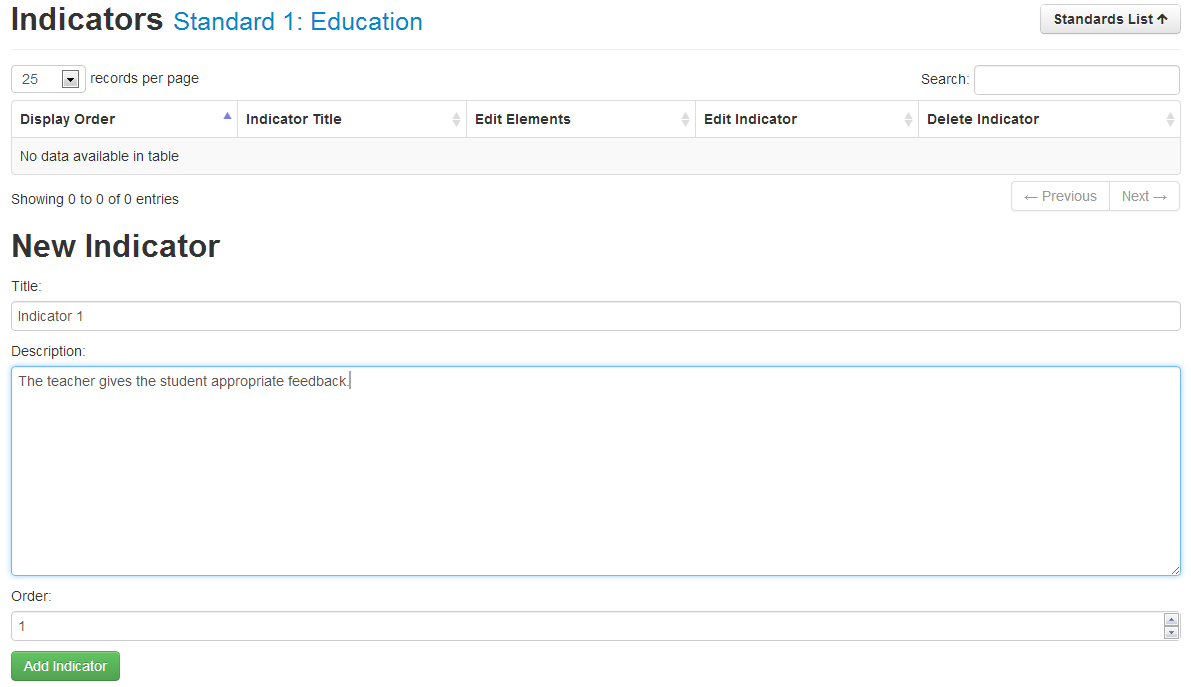 Indicators Standard 1: Education
Standards List ↑
25 records per page
Search:
Display Order Indicator Title Edit Elements Edit Indicator Delete Indicator
No data available in table
Showing 0 to 0 of 0 entries
← Previous Next →
New Indicator
Title:
Indicator 1
Description:
The teacher gives the student appropriate feedback.
Order:
1
Add Indicator